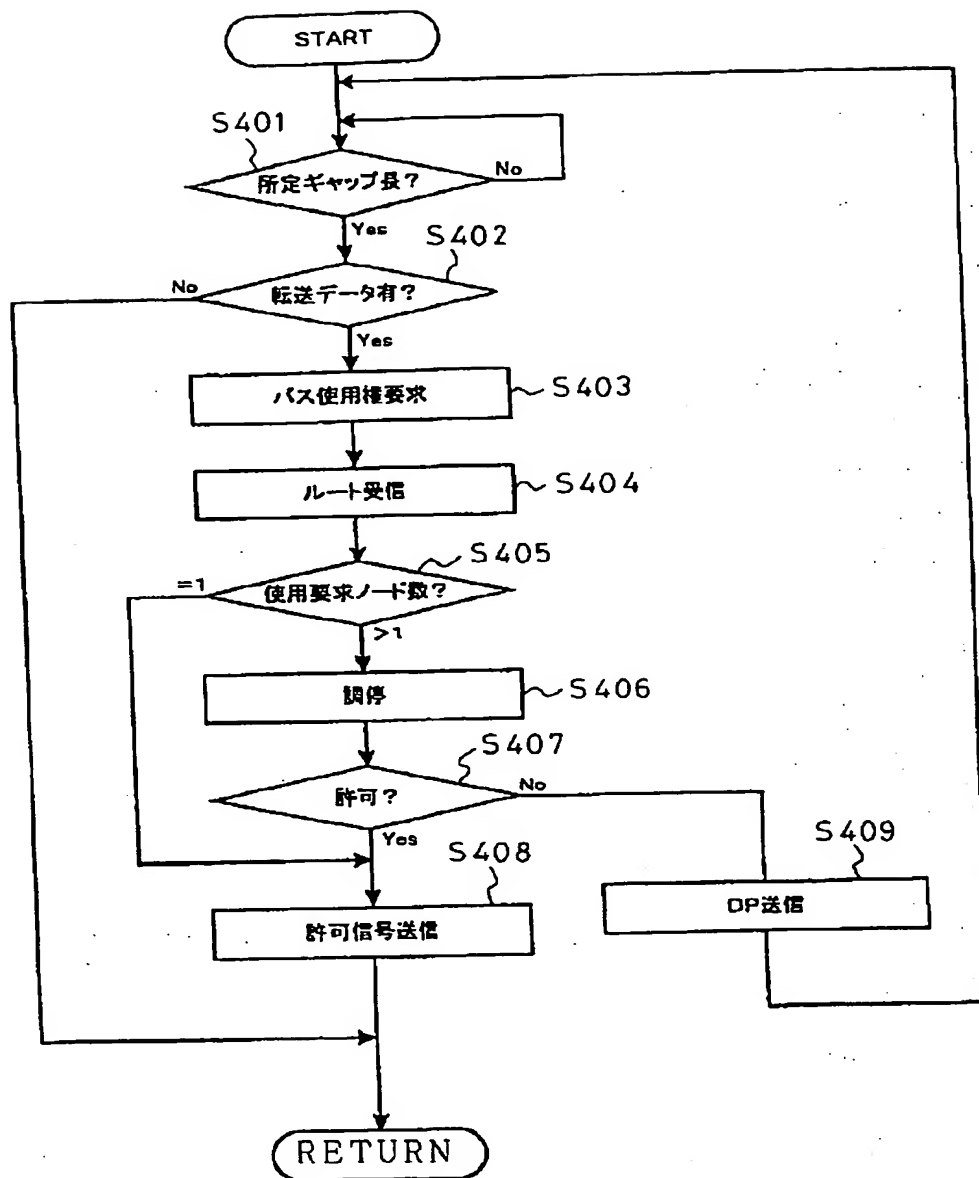 START
S401
所定ギャップ長?
No
Yes
S402
No
転送データ有?
Yes
バス使用権要求
S403
ルート受信
S404
S405
=1
使用要求ノード数?
>1
調停
S406
S407
許可?
No
Yes
S408
S409
許可信号送信
DP送信
RETURN